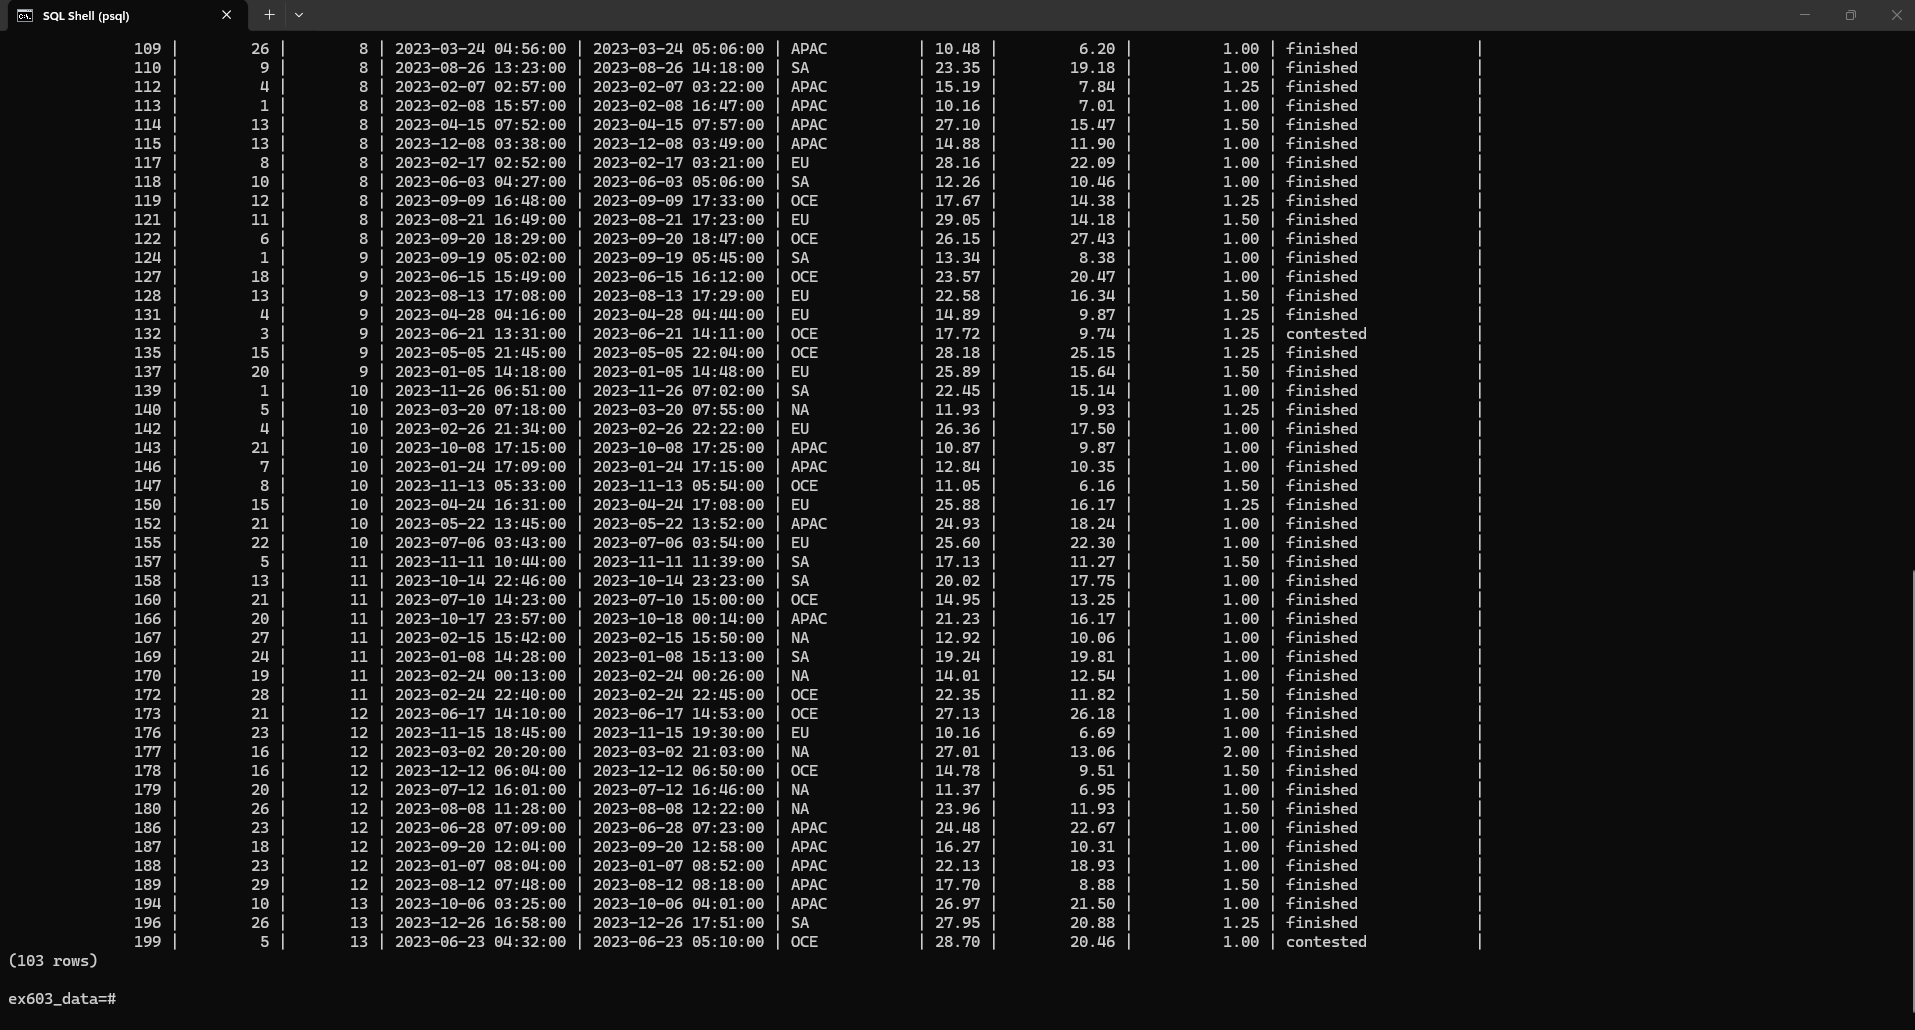 SQL Shell (psql)
109 | 26 | 8 | 2023-03-24 04:56:00 | 2023-03-24 05:06:00 | APAC | 10.48 | 6.20 | 1.00 | finished |
110 | 9 | 8 | 2023-08-26 13:23:00 | 2023-08-26 14:18:00 | SA | 23.35 | 19.18 | 1.00 | finished |
112 | 4 | 8 | 2023-02-07 02:57:00 | 2023-02-07 03:22:00 | APAC | 15.19 | 7.84 | 1.25 | finished |
113 | 1 | 8 | 2023-02-08 15:57:00 | 2023-02-08 16:47:00 | APAC | 10.16 | 7.01 | 1.00 | finished |
114 | 13 | 8 | 2023-04-15 07:52:00 | 2023-04-15 07:57:00 | APAC | 27.10 | 15.47 | 1.50 | finished |
115 | 13 | 8 | 2023-12-08 03:38:00 | 2023-12-08 03:49:00 | APAC | 14.88 | 11.90 | 1.00 | finished |
117 | 8 | 8 | 2023-02-17 02:52:00 | 2023-02-17 03:21:00 | EU | 28.16 | 22.09 | 1.00 | finished |
118 | 10 | 8 | 2023-06-03 04:27:00 | 2023-06-03 05:06:00 | SA | 12.26 | 10.46 | 1.00 | finished |
119 | 12 | 8 | 2023-09-09 16:48:00 | 2023-09-09 17:33:00 | OCE | 17.67 | 14.38 | 1.25 | finished |
121 | 11 | 8 | 2023-08-21 16:49:00 | 2023-08-21 17:23:00 | EU | 29.05 | 14.18 | 1.50 | finished |
122 | 6 | 8 | 2023-09-20 18:29:00 | 2023-09-20 18:47:00 | OCE | 26.15 | 27.43 | 1.00 | finished |
124 | 1 | 9 | 2023-09-19 05:02:00 | 2023-09-19 05:45:00 | SA | 13.34 | 8.38 | 1.00 | finished |
127 | 18 | 9 | 2023-06-15 15:49:00 | 2023-06-15 16:12:00 | OCE | 23.57 | 20.47 | 1.00 | finished |
128 | 13 | 9 | 2023-08-13 17:08:00 | 2023-08-13 17:29:00 | EU | 22.58 | 16.34 | 1.50 | finished |
131 | 4 | 9 | 2023-04-28 04:16:00 | 2023-04-28 04:44:00 | EU | 14.89 | 9.87 | 1.25 | finished |
132 | 3 | 9 | 2023-06-21 13:31:00 | 2023-06-21 14:11:00 | OCE | 17.72 | 9.74 | 1.25 | contested |
135 | 15 | 9 | 2023-05-05 21:45:00 | 2023-05-05 22:04:00 | OCE | 28.18 | 25.15 | 1.25 | finished |
137 | 20 | 9 | 2023-01-05 14:18:00 | 2023-01-05 14:48:00 | EU | 25.89 | 15.64 | 1.50 | finished |
139 | 1 | 10 | 2023-11-26 06:51:00 | 2023-11-26 07:02:00 | SA | 22.45 | 15.14 | 1.00 | finished |
140 | 5 | 10 | 2023-03-20 07:18:00 | 2023-03-20 07:55:00 | NA | 11.93 | 9.93 | 1.25 | finished |
142 | 4 | 10 | 2023-02-26 21:34:00 | 2023-02-26 22:22:00 | EU | 26.36 | 17.50 | 1.00 | finished |
143 | 21 | 10 | 2023-10-08 17:15:00 | 2023-10-08 17:25:00 | APAC | 10.87 | 9.87 | 1.00 | finished |
146 | 7 | 10 | 2023-01-24 17:09:00 | 2023-01-24 17:15:00 | APAC | 12.84 | 10.35 | 1.00 | finished |
147 | 8 | 10 | 2023-11-13 05:33:00 | 2023-11-13 05:54:00 | OCE | 11.05 | 6.16 | 1.50 | finished |
150 | 15 | 10 | 2023-04-24 16:31:00 | 2023-04-24 17:08:00 | EU | 25.88 | 16.17 | 1.25 | finished |
152 | 21 | 10 | 2023-05-22 13:45:00 | 2023-05-22 13:52:00 | APAC | 24.93 | 18.24 | 1.00 | finished |
155 | 22 | 10 | 2023-07-06 03:43:00 | 2023-07-06 03:54:00 | EU | 25.60 | 22.30 | 1.00 | finished |
157 | 5 | 11 | 2023-11-11 10:44:00 | 2023-11-11 11:39:00 | SA | 17.13 | 11.27 | 1.50 | finished |
158 | 13 | 11 | 2023-10-14 22:46:00 | 2023-10-14 23:23:00 | SA | 20.02 | 17.75 | 1.00 | finished |
160 | 21 | 11 | 2023-07-10 14:23:00 | 2023-07-10 15:00:00 | OCE | 14.95 | 13.25 | 1.00 | finished |
166 | 20 | 11 | 2023-10-17 23:57:00 | 2023-10-18 00:14:00 | APAC | 21.23 | 16.17 | 1.00 | finished |
167 | 27 | 11 | 2023-02-15 15:42:00 | 2023-02-15 15:50:00 | NA | 12.92 | 10.06 | 1.00 | finished |
169 | 24 | 11 | 2023-01-08 14:28:00 | 2023-01-08 15:13:00 | SA | 19.24 | 19.81 | 1.00 | finished |
170 | 19 | 11 | 2023-02-24 00:13:00 | 2023-02-24 00:26:00 | NA | 14.01 | 12.54 | 1.00 | finished |
172 | 28 | 11 | 2023-02-24 22:40:00 | 2023-02-24 22:45:00 | OCE | 22.35 | 11.82 | 1.50 | finished |
173 | 21 | 12 | 2023-06-17 14:10:00 | 2023-06-17 14:53:00 | OCE | 27.13 | 26.18 | 1.00 | finished |
176 | 23 | 12 | 2023-11-15 18:45:00 | 2023-11-15 19:30:00 | EU | 10.16 | 6.69 | 1.00 | finished |
177 | 16 | 12 | 2023-03-02 20:20:00 | 2023-03-02 21:03:00 | NA | 27.01 | 13.06 | 2.00 | finished |
178 | 16 | 12 | 2023-12-12 06:04:00 | 2023-12-12 06:50:00 | OCE | 14.78 | 9.51 | 1.50 | finished |
179 | 20 | 12 | 2023-07-12 16:01:00 | 2023-07-12 16:46:00 | NA | 11.37 | 6.95 | 1.00 | finished |
180 | 26 | 12 | 2023-08-08 11:28:00 | 2023-08-08 12:22:00 | NA | 23.96 | 11.93 | 1.50 | finished |
186 | 23 | 12 | 2023-06-28 07:09:00 | 2023-06-28 07:23:00 | APAC | 24.48 | 22.67 | 1.00 | finished |
187 | 18 | 12 | 2023-09-20 12:04:00 | 2023-09-20 12:58:00 | APAC | 16.27 | 10.31 | 1.00 | finished |
188 | 23 | 12 | 2023-01-07 08:04:00 | 2023-01-07 08:52:00 | APAC | 22.13 | 18.93 | 1.00 | finished |
189 | 29 | 12 | 2023-08-12 07:48:00 | 2023-08-12 08:18:00 | APAC | 17.70 | 8.88 | 1.50 | finished |
194 | 10 | 13 | 2023-10-06 03:25:00 | 2023-10-06 04:01:00 | APAC | 26.97 | 21.50 | 1.00 | finished |
196 | 26 | 13 | 2023-12-26 16:58:00 | 2023-12-26 17:51:00 | SA | 27.95 | 20.88 | 1.25 | finished |
199 | 5 | 13 | 2023-06-23 04:32:00 | 2023-06-23 05:10:00 | OCE | 28.70 | 20.46 | 1.00 | contested |
(103 rows)
ex603_data=#